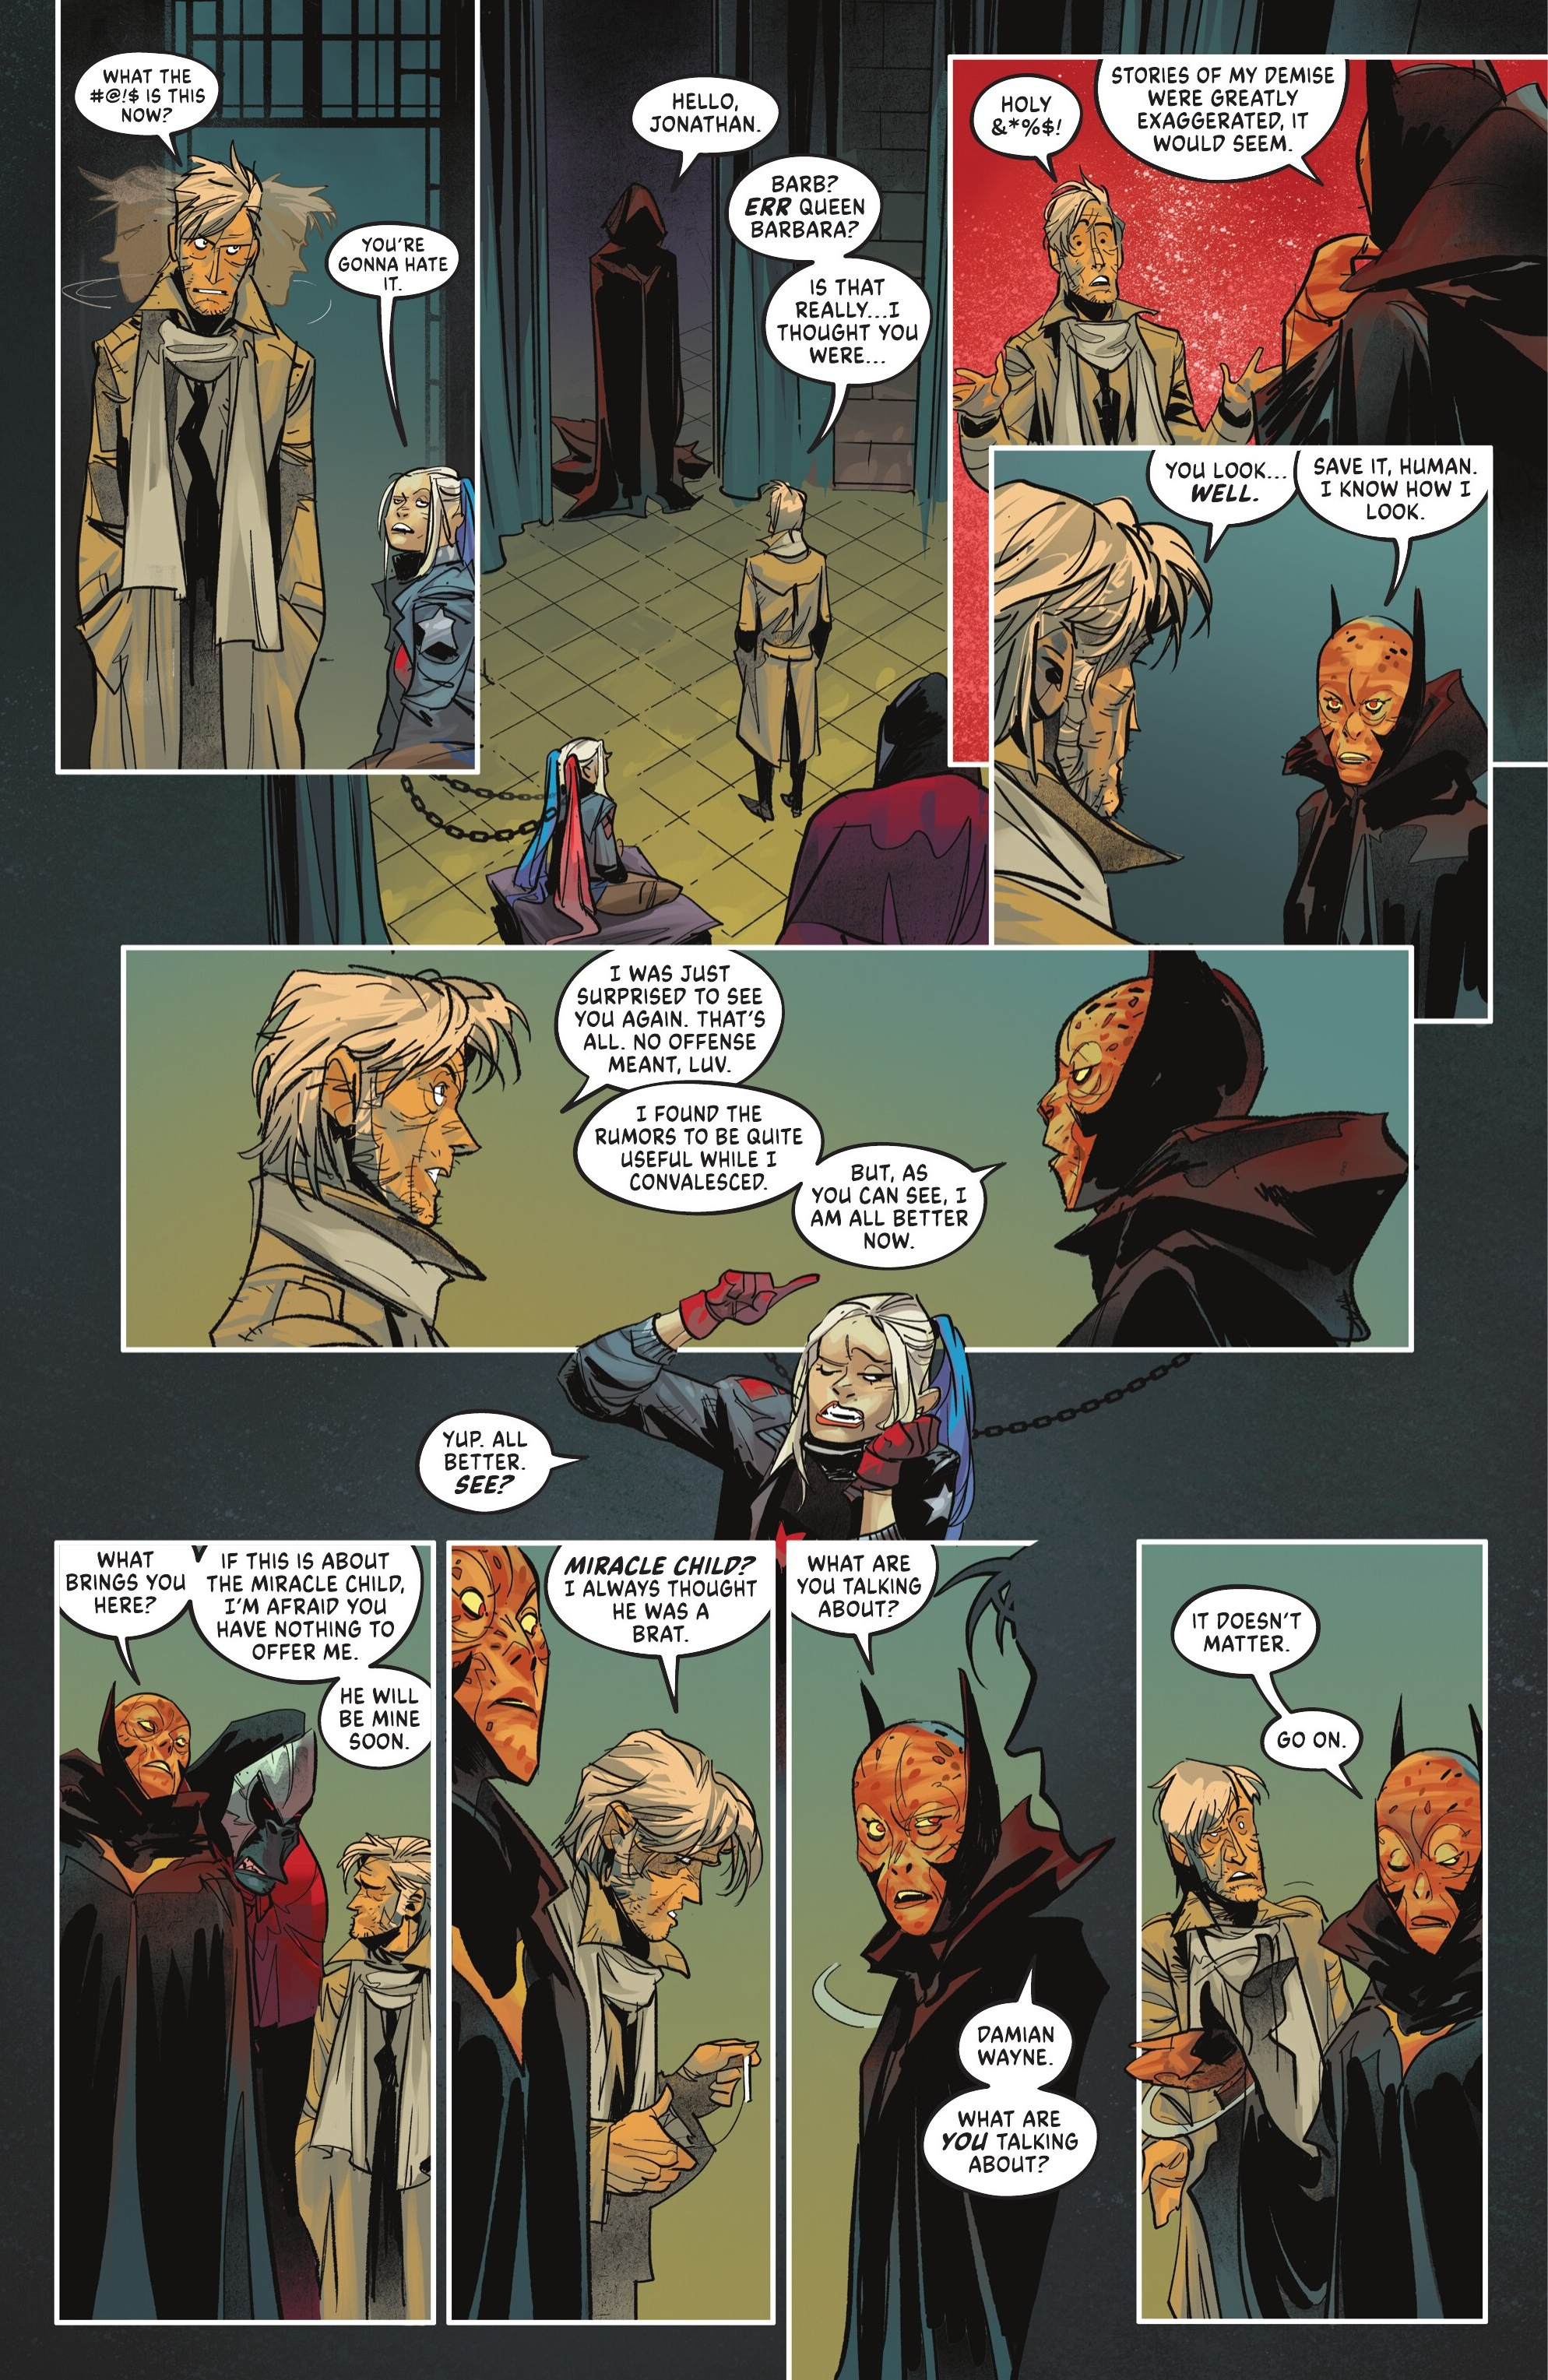 WHAT THE
#@!$ IS THIS
NOW?
YOU'RE
GONNA HATE
IT.
HELLO,
JONATHAN.
BARB?
ERR QUEEN
BARBARA?
IS THAT
REALLY...I
THOUGHT YOU
WERE...
HOLY
&*%$!
STORIES OF MY DEMISE
WERE GREATLY
EXAGGERATED, IT
WOULD SEEM.
YOU LOOK...
WELL.
SAVE IT, HUMAN.
I KNOW HOW I
LOOK.
I WAS JUST
SURPRISED TO SEE
YOU AGAIN. THAT'S
ALL. NO OFFENSE
MEANT, LUV.
I FOUND THE
RUMORS TO BE QUITE
USEFUL WHILE I
CONVALESCED.
BUT, AS
YOU CAN SEE, I
AM ALL BETTER
NOW.
YUP. ALL
BETTER.
SEE?
WHAT
BRINGS YOU
HERE?
IF THIS IS ABOUT
THE MIRACLE CHILD,
I'M AFRAID YOU
HAVE NOTHING TO
OFFER ME.
HE WILL
BE MINE
SOON.
MIRACLE CHILD?
I ALWAYS THOUGHT
HE WAS A
BRAT.
WHAT ARE
YOU TALKING
ABOUT?
DAMIAN
WAYNE.
WHAT ARE
YOU TALKING
ABOUT?
IT DOESN'T
MATTER.
GO ON.